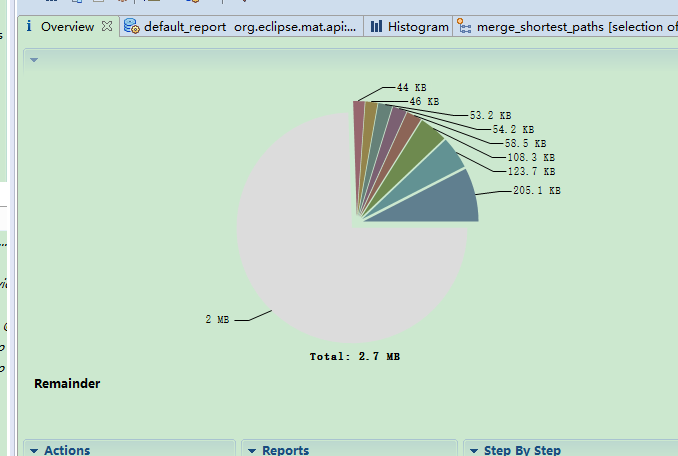 Overview
default_report org.eclipse.mat.api:...
Histogram
merge_shortest_paths [selection of
44 KB
46 KB
53.2 KB
54.2 KB
58.5 KB
108.3 KB
123.7 KB
205.1 KB
2 MB
Total: 2.7 MB
Remainder
Actions
Reports
Step By Step